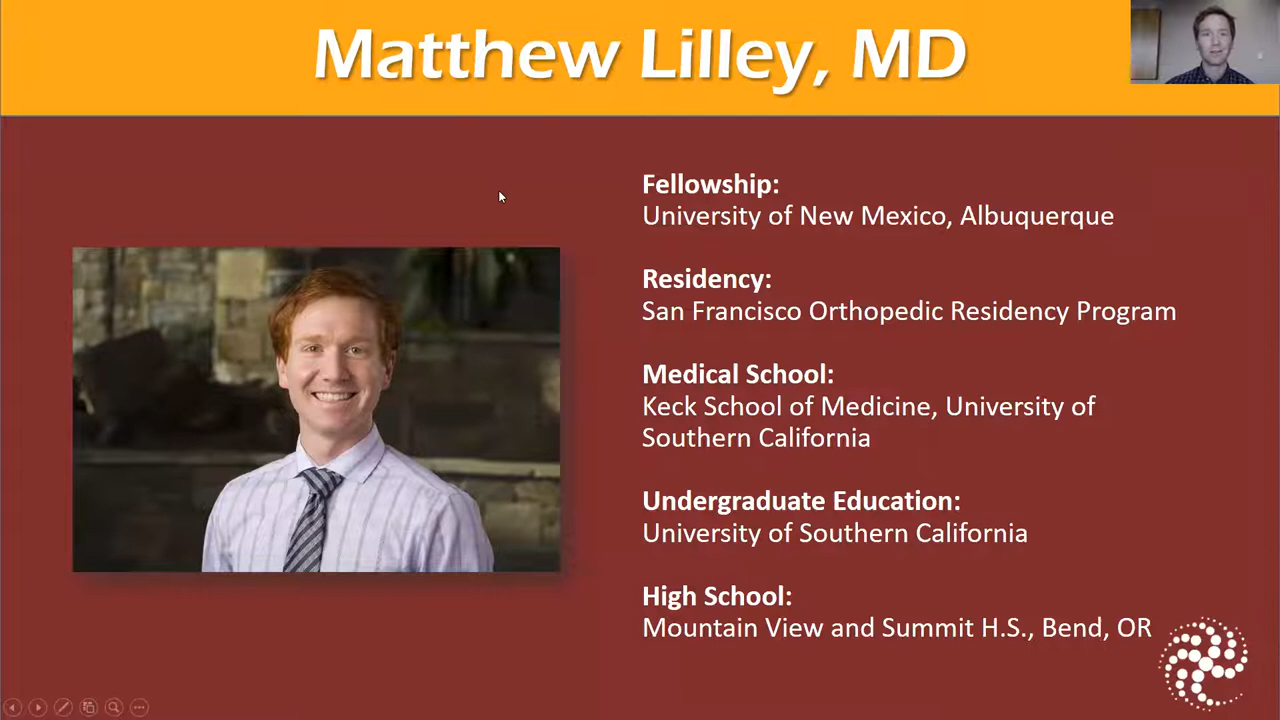 Matthew Lilley, MD
Fellowship:
University of New Mexico, Albuquerque
Residency:
San Francisco Orthopedic Residency Program
Medical School:
Keck School of Medicine, University of
Southern California
Undergraduate Education:
University of Southern California
High School:
Mountain View and Summit H.S., Bend, OR